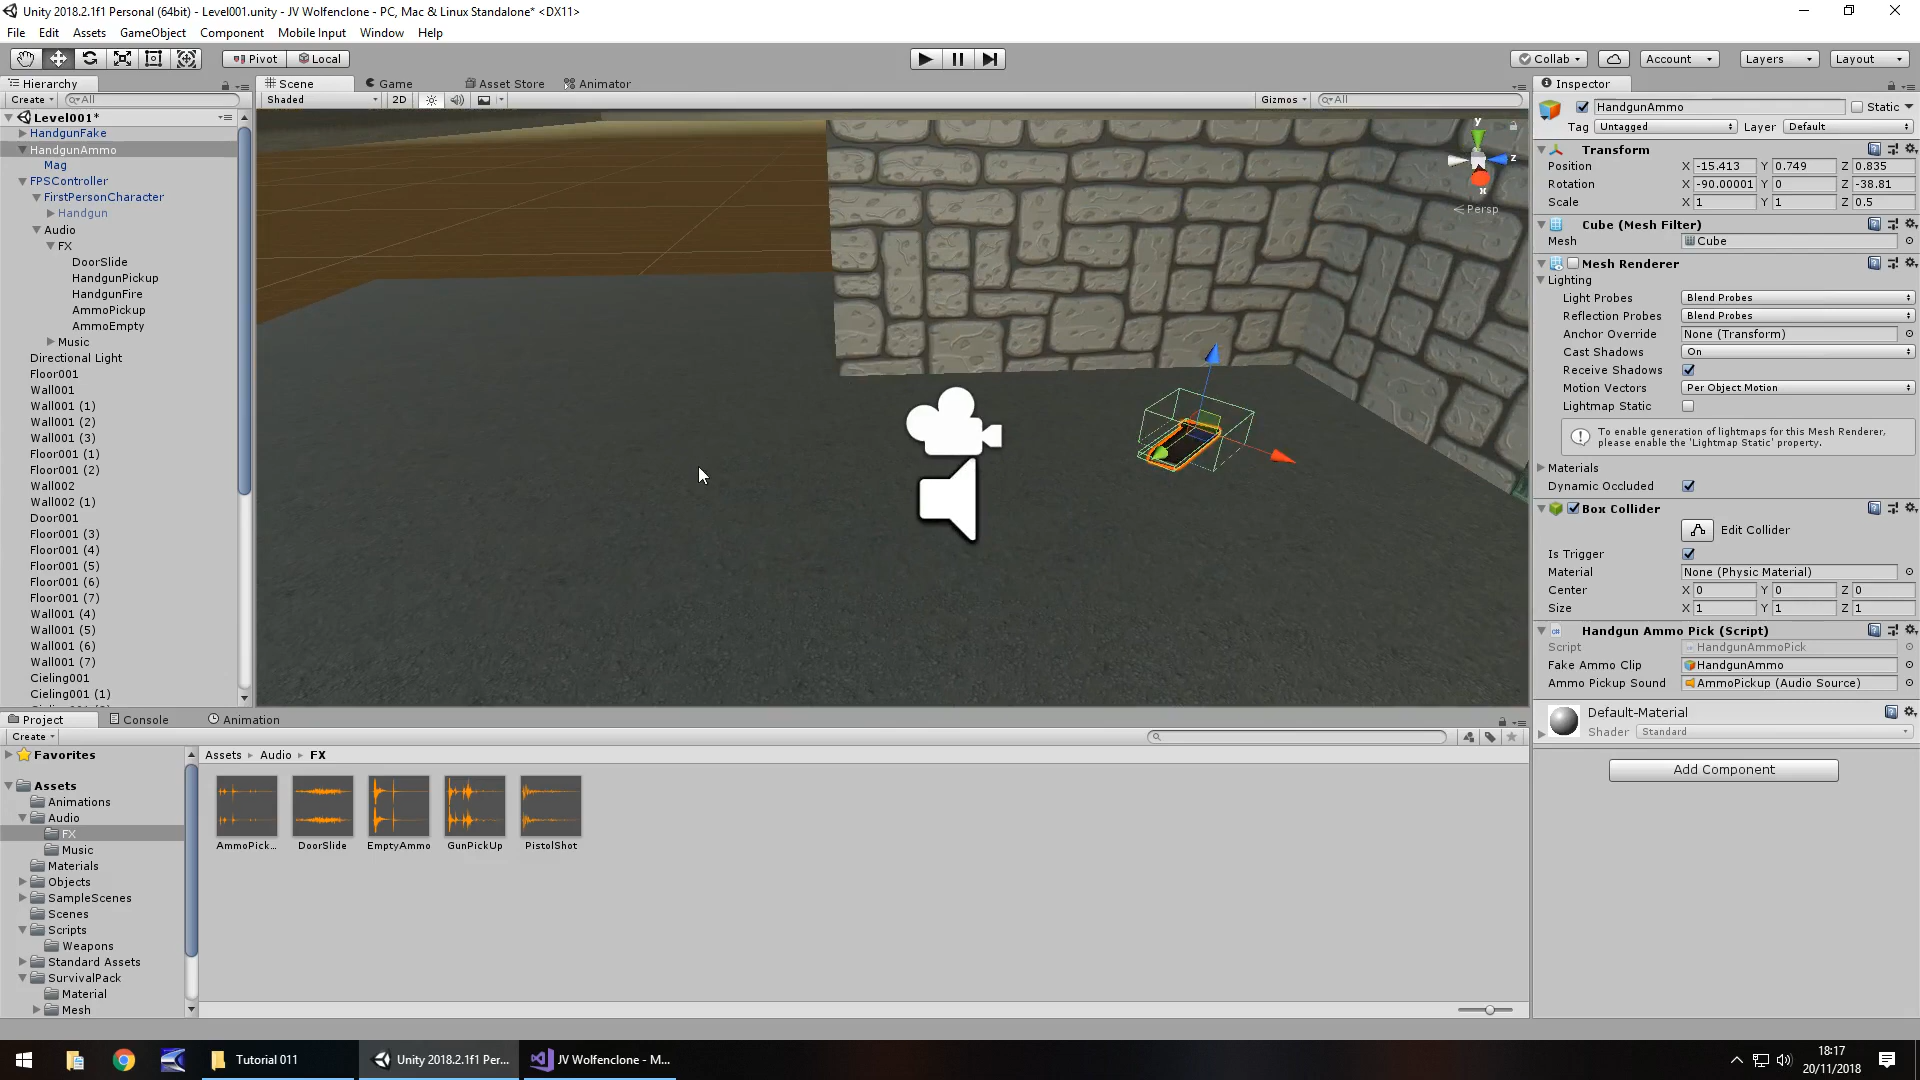 Unity 2018.2.1f1 Personal (64bit) - Level001.unity - JV Wolfenclone - PC, Mac & Linux Standalone* <DX11>
File Edit Assets GameObject Component Mobile Input Window Help
Pivot Local Collab Account Layers Layout
Hierarchy
Create All
Level001*
HandgunFake
HandgunAmmo
Mag
FPSController
FirstPersonCharacter
Handgun
Audio
FX
DoorSlide
HandgunPickup
HandgunFire
AmmoPickup
AmmoEmpty
Music
Directional Light
Floor001
Wall001
Wall001 (1)
Wall001 (2)
Wall001 (3)
Floor001 (1)
Floor001 (2)
Wall002
Wall002 (1)
Door001
Floor001 (3)
Floor001 (4)
Floor001 (5)
Floor001 (6)
Floor001 (7)
Wall001 (4)
Wall001 (5)
Wall001 (6)
Wall001 (7)
Cieling001
Cieling001 (1)
Scene Game Asset Store Animator
Shaded 2D Gizmos All
y
z
x
Persp
Inspector
HandgunAmmo Static
Tag Untagged Layer Default
Transform
Position X -15.413 Y 0.749 Z 0.835
Rotation X -90.00001 Y 0 Z -38.81
Scale X 1 Y 1 Z 0.5
Cube (Mesh Filter)
Mesh Cube
Mesh Renderer
Lighting
Light Probes Blend Probes
Reflection Probes Blend Probes
Anchor Override None (Transform)
Cast Shadows On
Receive Shadows
Motion Vectors Per Object Motion
Lightmap Static
To enable generation of lightmaps for this Mesh Renderer,
please enable the 'Lightmap Static' property.
Materials
Dynamic Occluded
Box Collider
Edit Collider
Is Trigger
Material None (Physic Material)
Center X 0 Y 0 Z 0
Size X 1 Y 1 Z 1
Handgun Ammo Pick (Script)
Script HandgunAmmoPick
Fake Ammo Clip HandgunAmmo
Ammo Pickup Sound AmmoPickup (Audio Source)
Default-Material
Shader Standard
Add Component
Project Console Animation
Create
Favorites
Assets
Animations
Audio
FX
Music
Materials
Objects
SampleScenes
Scenes
Scripts
Weapons
Standard Assets
SurvivalPack
Material
Mesh
Assets Audio FX
AmmoPick... DoorSlide EmptyAmmo GunPickUp PistolShot
Tutorial 011 Unity 2018.2.1f1 Per... JV Wolfenclone - M...
18:17
20/11/2018